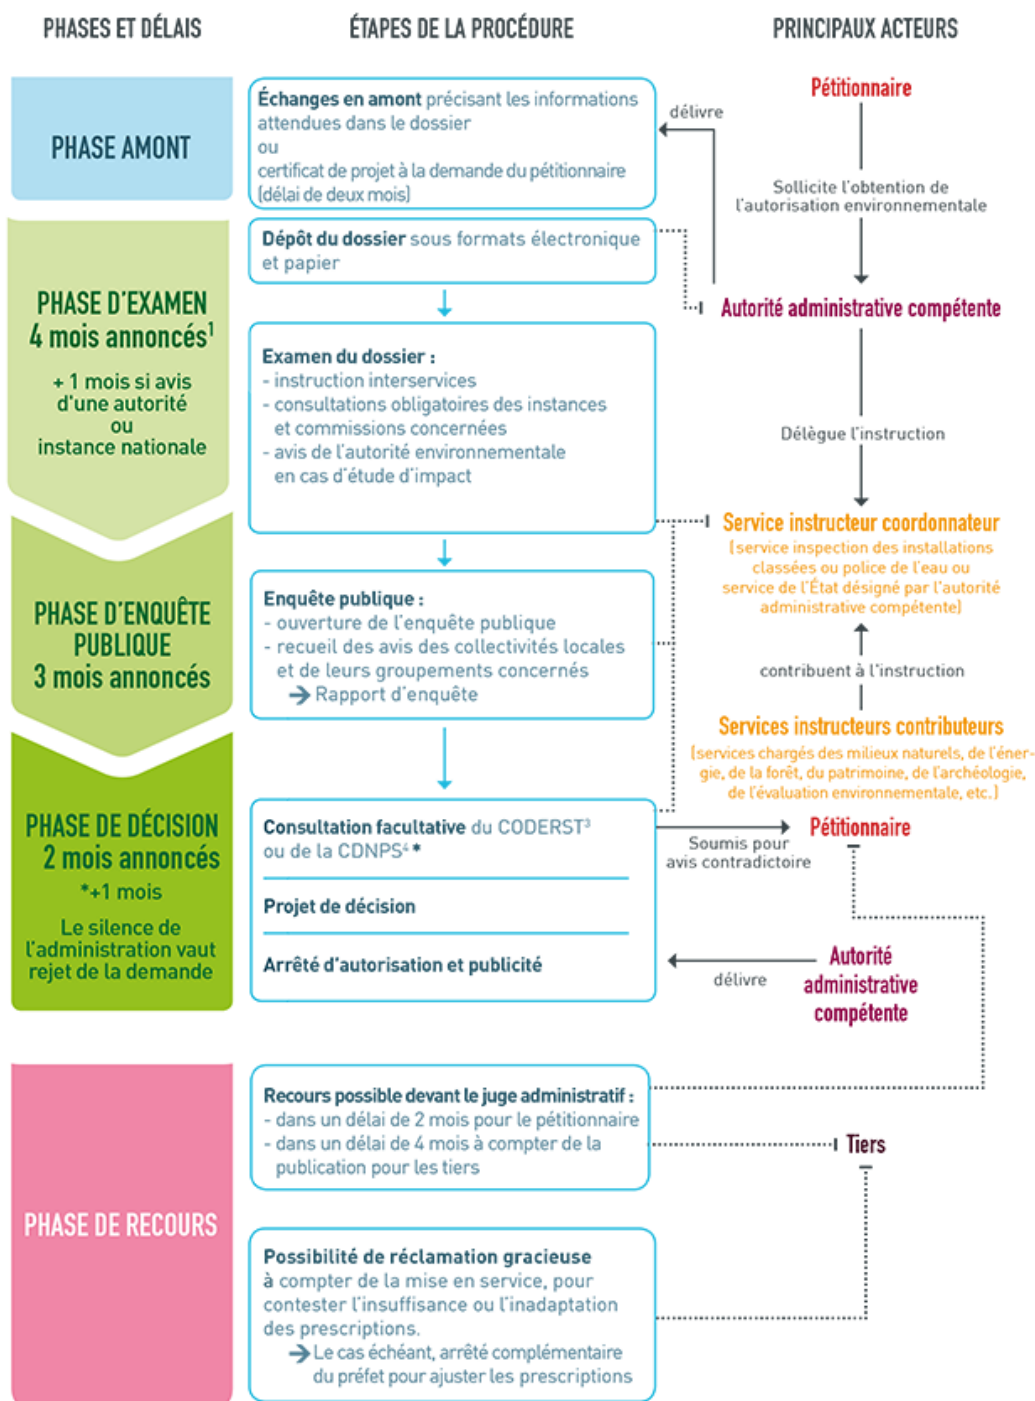 PHASES ET DÉLAIS
ÉTAPES DE LA PROCÉDURE
PRINCIPAUX ACTEURS
PHASE AMONT
Échanges en amont précisant les informations
attendues dans le dossier
ou
certificat de projet à la demande du pétitionnaire
(délai de deux mois)
délivre
Pétitionnaire
Sollicite l'obtention de
l'autorisation environnementale
PHASE D'EXAMEN
4 mois annoncés¹
+ 1 mois si avis
d'une autorité
ou
instance nationale
Dépôt du dossier sous formats électronique
et papier
Autorité administrative compétente
Examen du dossier :
- instruction interservices
- consultations obligatoires des instances
et commissions concernées
- avis de l'autorité environnementale
en cas d'étude d'impact
Délègue l'instruction
Service instructeur coordonnateur
(service inspection des installations
classées ou police de l'eau ou
service de l'État désigné par l'autorité
administrative compétente)
PHASE D'ENQUÊTE
PUBLIQUE
3 mois annoncés
Enquête publique :
- ouverture de l'enquête publique
- recueil des avis des collectivités locales
et de leurs groupements concernés
→ Rapport d'enquête
contribuent à l'instruction
Services instructeurs contributeurs
(services chargés des milieux naturels, de l'éner-
gie, de la forêt, du patrimoine, de l'archéologie,
de l'évaluation environnementale, etc.)
PHASE DE DÉCISION
2 mois annoncés
*+1 mois
Le silence de
l'administration vaut
rejet de la demande
Consultation facultative du CODERST³
ou de la CDNPS⁴ *
Projet de décision
Arrêté d'autorisation et publicité
Soumis pour
avis contradictoire
Pétitionnaire
délivre
Autorité
administrative
compétente
PHASE DE RECOURS
Recours possible devant le juge administratif :
- dans un délai de 2 mois pour le pétitionnaire
- dans un délai de 4 mois à compter de la
publication pour les tiers
Tiers
Possibilité de réclamation gracieuse
à compter de la mise en service, pour
contester l'insuffisance ou l'inadaptation
des prescriptions.
→ Le cas échéant, arrêté complémentaire
du préfet pour ajuster les prescriptions